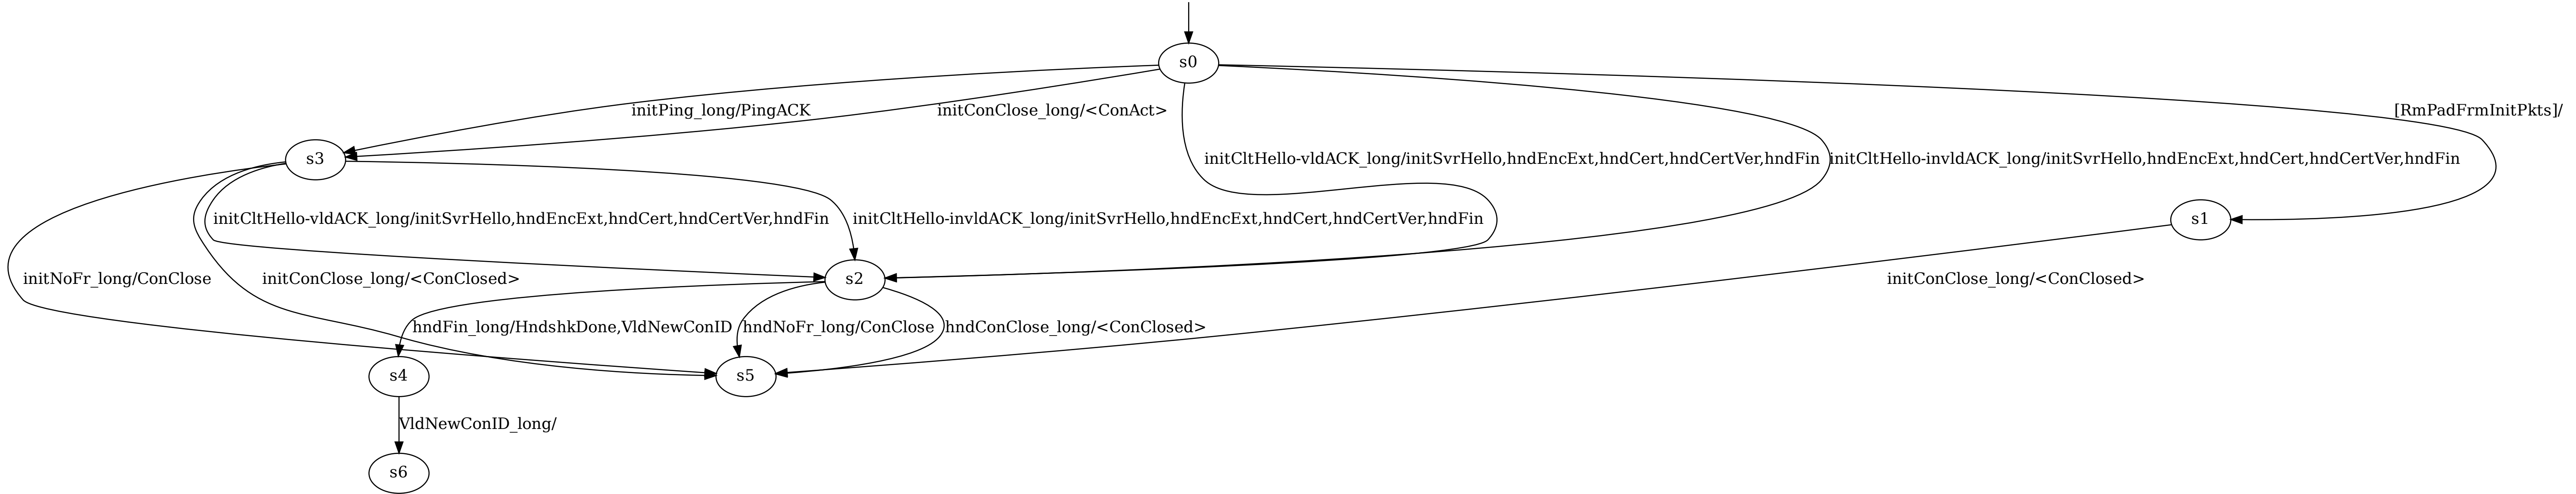 s0
initPing_long/PingACK
initConClose_long/<ConAct>
[RmPadFrmInitPkts]/
s3
initCltHello-vldACK_long/initSvrHello,hndEncExt,hndCert,hndCertVer,hndFin
initCltHello-invldACK_long/initSvrHello,hndEncExt,hndCert,hndCertVer,hndFin
initCltHello-vldACK_long/initSvrHello,hndEncExt,hndCert,hndCertVer,hndFin
initCltHello-invldACK_long/initSvrHello,hndEncExt,hndCert,hndCertVer,hndFin
s1
initNoFr_long/ConClose
initConClose_long/<ConClosed>
s2
initConClose_long/<ConClosed>
hndFin_long/HndshkDone,VldNewConID
hndNoFr_long/ConClose
hndConClose_long/<ConClosed>
s4
s5
VldNewConID_long/
s6